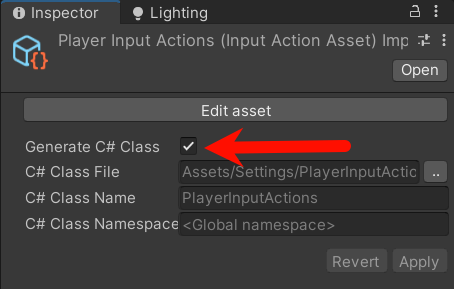 Inspector
Lighting
Player Input Actions (Input Action Asset) Imp
Open
Edit asset
Generate C# Class
C# Class File Assets/Settings/PlayerInputActic ..
C# Class Name PlayerInputActions
C# Class Namespace <Global namespace>
Revert Apply